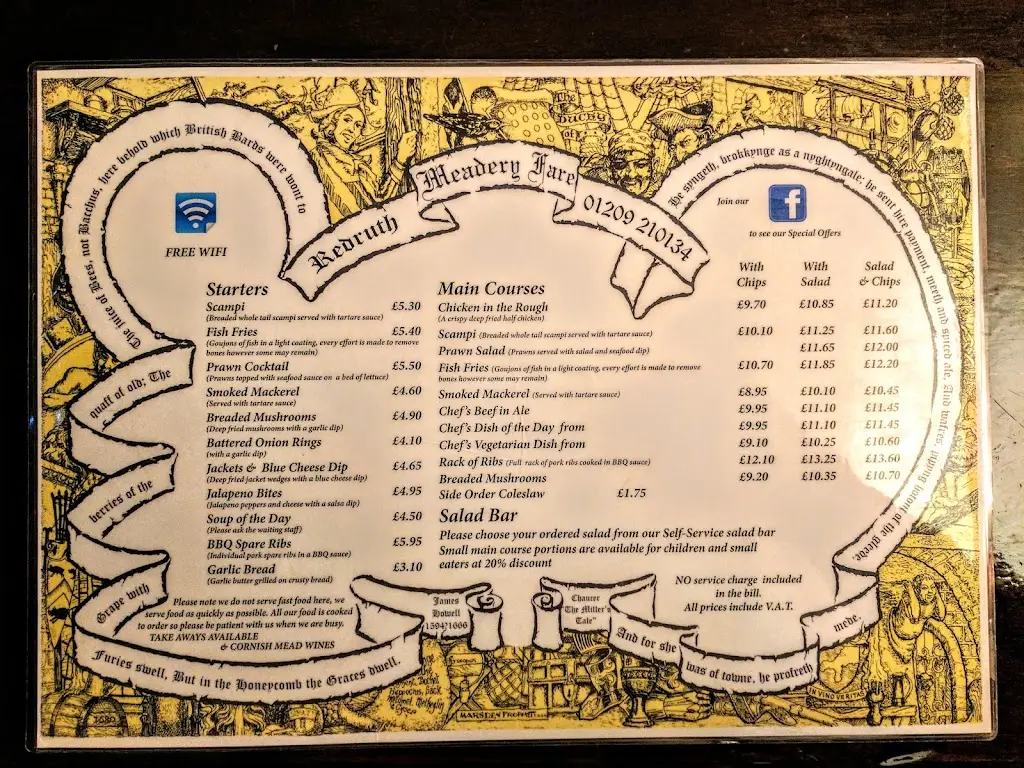 The juice of Bees, not Bacchus, here behold which British Bards were wont to
quaff of old; The
berries of the
Grape with
Furies swell, But in the Honeycomb the Graces dwell.
James
Howell
1594?1666
FREE WIFI
Redruth
Meadery Fare
01209 210134
Join our
f
to see our Special Offers
Starters
Scampi £5.30
(Breaded whole tail scampi served with tartare sauce)
Fish Fries £5.40
(Goujons of fish in a light coating, every effort is made to remove
bones however some may remain)
Prawn Cocktail £5.50
(Prawns topped with seafood sauce on a bed of lettuce)
Smoked Mackerel £4.60
(Served with tartare sauce)
Breaded Mushrooms £4.90
(Deep fried mushrooms with a garlic dip)
Battered Onion Rings £4.10
(with a garlic dip)
Jackets & Blue Cheese Dip £4.65
(Deep fried jacket wedges with a blue cheese dip)
Jalapeno Bites £4.95
(Jalapeno peppers and cheese with a salsa dip)
Soup of the Day £4.50
(Please ask the waiting staff)
BBQ Spare Ribs £5.95
(Individual pork spare ribs in a BBQ sauce)
Garlic Bread £3.10
(Garlic butter grilled on crusty bread)
Please note we do not serve fast food here, we
serve food as quickly as possible. All our food is cooked
to order so please be patient with us when we are busy.
TAKE AWAYS AVAILABLE
& CORNISH MEAD WINES
Main Courses
With Chips With Salad Salad & Chips
Chicken in the Rough £9.70 £10.85 £11.20
(A crispy deep fried half chicken)
Scampi (Breaded whole tail scampi served with tartare sauce) £10.10 £11.25 £11.60
Prawn Salad (Prawns served with salad and seafood dip) £11.65 £12.00
Fish Fries (Goujons of fish in a light coating, every effort is made to remove £10.70 £11.85 £12.20
bones however some may remain)
Smoked Mackerel (Served with tartare sauce) £8.95 £10.10 £10.45
Chef's Beef in Ale £9.95 £11.10 £11.45
Chef's Dish of the Day from £9.95 £11.10 £11.45
Chef's Vegetarian Dish from £9.10 £10.25 £10.60
Rack of Ribs (Full rack of pork ribs cooked in BBQ sauce) £12.10 £13.25 £13.60
Breaded Mushrooms £9.20 £10.35 £10.70
Side Order Coleslaw £1.75
Salad Bar
Please choose your ordered salad from our Self-Service salad bar
Small main course portions are available for children and small
eaters at 20% discount
NO service charge included
in the bill.
All prices include V.A.T.
He syngeth, brokkynge as a nyghtyngale; he sent hire pyment, meeth and spiced ale, And wafres, pipyng hotout of the gleede
And for she
was of towne, he profreth
mede.
Chaucer
"The Miller's
Tale"
IN VINO VERITAS
1680